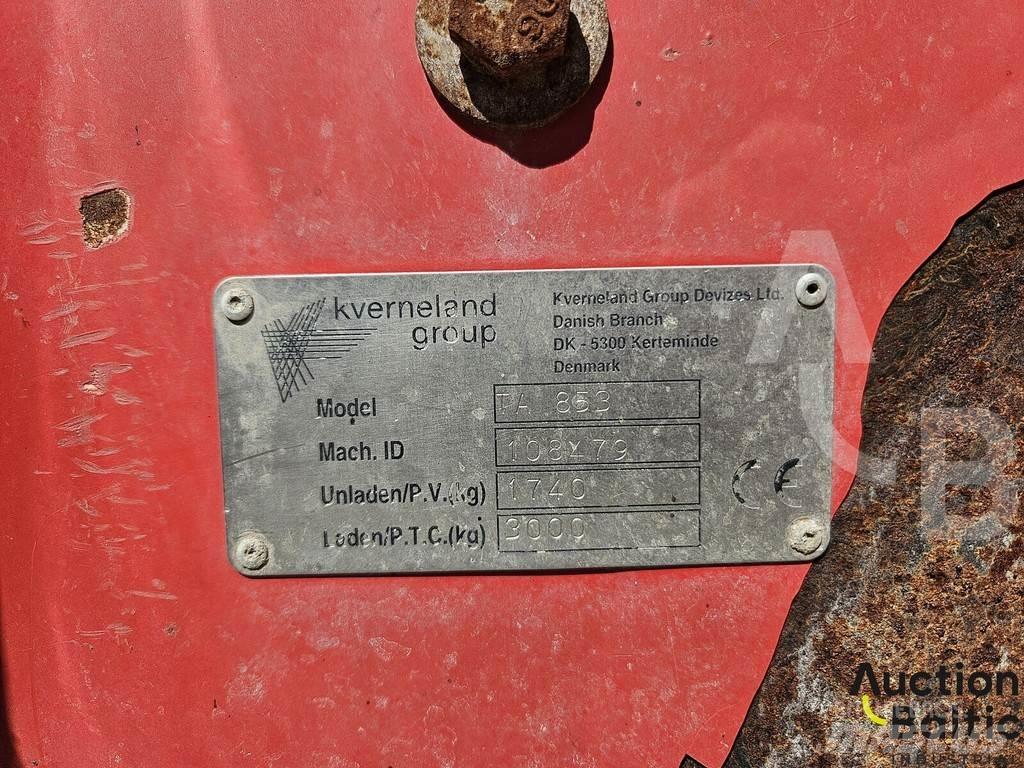 kverneland
group
Kverneland Group Devizes Ltd.
Danish Branch
DK - 5300 Kerteminde
Denmark
Model TA 853
Mach. ID
Unladen/P.V.(kg) 1740
Laden/P.T.C.(kg) 3000
CE
Auction
Baltic
INDUSTRIAL